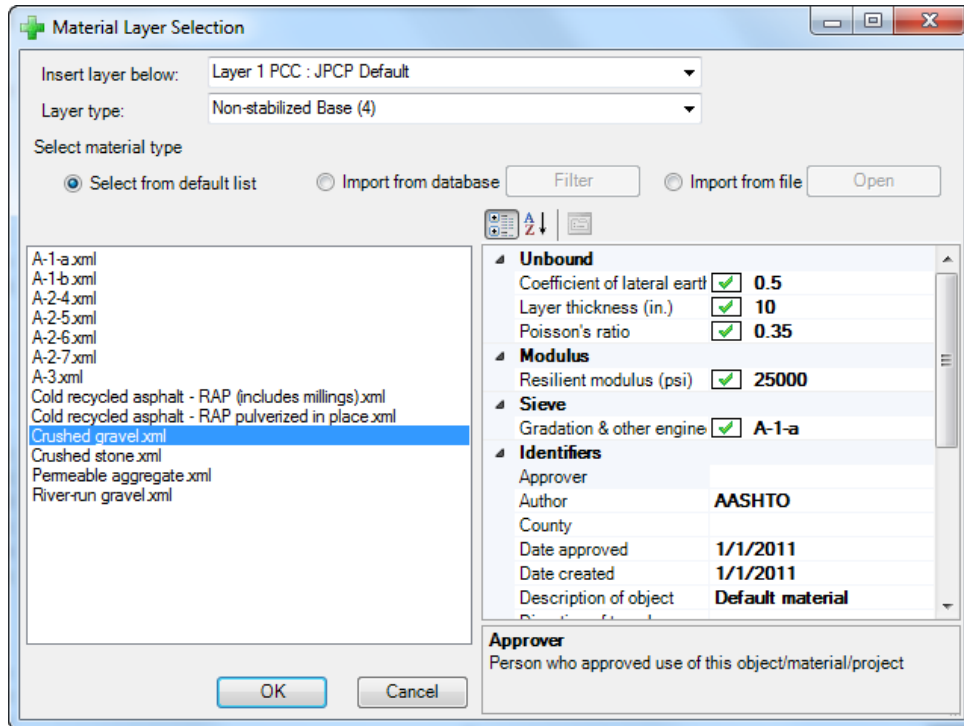 Material Layer Selection
Insert layer below: Layer 1 PCC : JPCP Default
Layer type: Non-stabilized Base (4)
Select material type
Select from default list Import from database Filter Import from file Open
A-1-a.xml
A-1-b.xml
A-2-4.xml
A-2-5.xml
A-2-6.xml
A-2-7.xml
A-3.xml
Cold recycled asphalt - RAP (includes millings).xml
Cold recycled asphalt - RAP pulverized in place.xml
Crushed gravel.xml
Crushed stone.xml
Permeable aggregate.xml
River-run gravel.xml
Unbound
Coefficient of lateral earth 0.5
Layer thickness (in.) 10
Poisson's ratio 0.35
Modulus
Resilient modulus (psi) 25000
Sieve
Gradation & other engine A-1-a
Identifiers
Approver
Author AASHTO
County
Date approved 1/1/2011
Date created 1/1/2011
Description of object Default material
Approver
Person who approved use of this object/material/project
OK Cancel